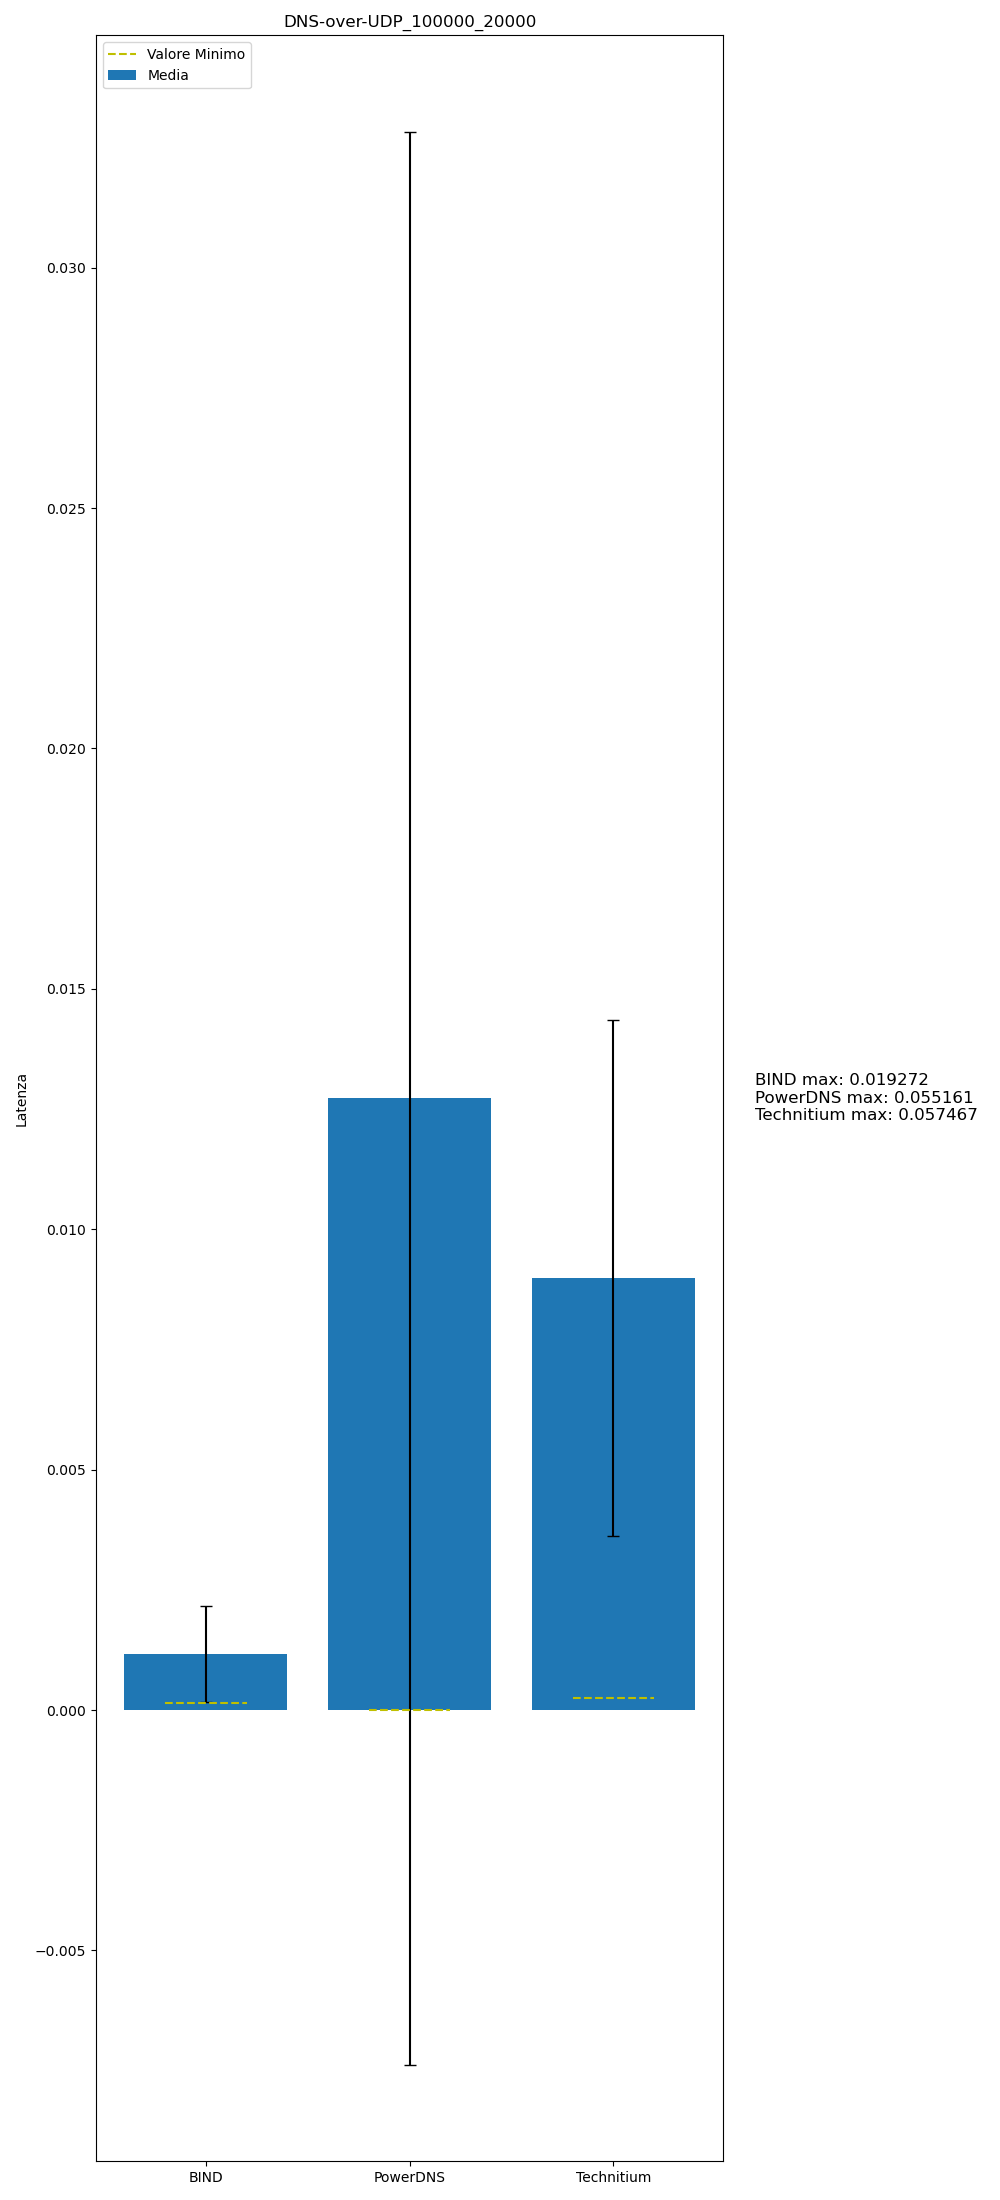 DNS-over-UDP_100000_20000
Valore Minimo
Media
0.030
0.025
0.020
0.015
0.010
0.005
0.000
−0.005
Latenza
BIND
PowerDNS
Technitium
BIND max: 0.019272
PowerDNS max: 0.055161
Technitium max: 0.057467